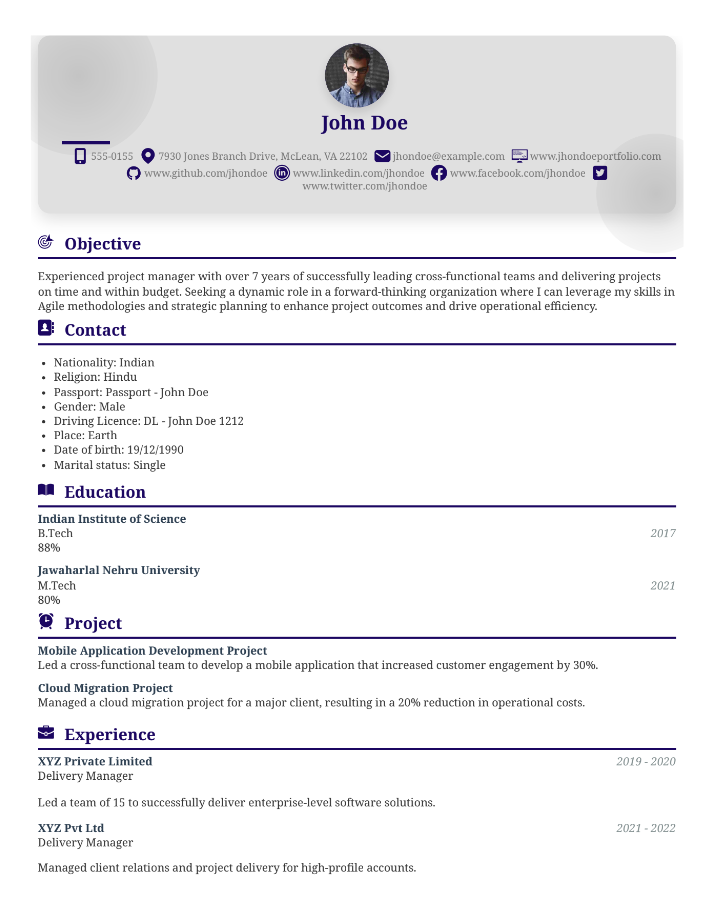 John Doe
555-0155 7930 Jones Branch Drive, McLean, VA 22102 jhondoe@example.com www.jhondoeportfolio.com
www.github.com/jhondoe www.linkedin.com/jhondoe www.facebook.com/jhondoe
www.twitter.com/jhondoe
Objective
Experienced project manager with over 7 years of successfully leading cross-functional teams and delivering projects
on time and within budget. Seeking a dynamic role in a forward-thinking organization where I can leverage my skills in
Agile methodologies and strategic planning to enhance project outcomes and drive operational efficiency.
Contact
• Nationality: Indian
• Religion: Hindu
• Passport: Passport - John Doe
• Gender: Male
• Driving Licence: DL - John Doe 1212
• Place: Earth
• Date of birth: 19/12/1990
• Marital status: Single
Education
Indian Institute of Science
B.Tech 2017
88%
Jawaharlal Nehru University
M.Tech 2021
80%
Project
Mobile Application Development Project
Led a cross-functional team to develop a mobile application that increased customer engagement by 30%.
Cloud Migration Project
Managed a cloud migration project for a major client, resulting in a 20% reduction in operational costs.
Experience
XYZ Private Limited 2019 - 2020
Delivery Manager
Led a team of 15 to successfully deliver enterprise-level software solutions.
XYZ Pvt Ltd 2021 - 2022
Delivery Manager
Managed client relations and project delivery for high-profile accounts.